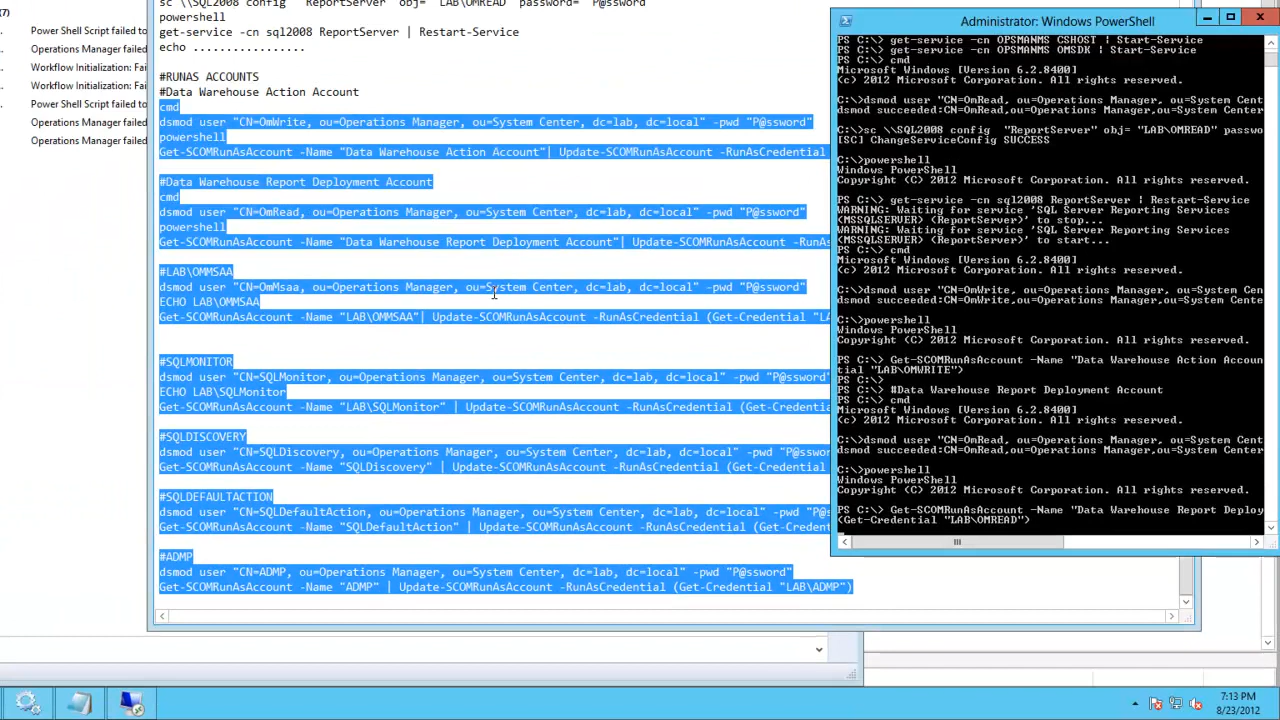 (7)
Power Shell Script failed to
Operations Manager failed
Workflow Initialization: Fai
Workflow Initialization: Fai
Power Shell Script failed to
Operations Manager failed
Operations Manager failed
sc \\SQL2008 config "ReportServer" obj= "LAB\OMREAD" password= "P@ssword"
powershell
get-service -cn sql2008 ReportServer | Restart-Service
echo ................
#RUNAS ACCOUNTS
#Data Warehouse Action Account
cmd
dsmod user "CN=OmWrite, ou=Operations Manager, ou=System Center, dc=lab, dc=local" -pwd "P@ssword"
powershell
Get-SCOMRunAsAccount -Name "Data Warehouse Action Account"| Update-SCOMRunAsAccount -RunAsCredential
#Data Warehouse Report Deployment Account
cmd
dsmod user "CN=OmRead, ou=Operations Manager, ou=System Center, dc=lab, dc=local" -pwd "P@ssword"
powershell
Get-SCOMRunAsAccount -Name "Data Warehouse Report Deployment Account"| Update-SCOMRunAsAccount -RunAs
#LAB\OMMSAA
dsmod user "CN=OmMsaa, ou=Operations Manager, ou=System Center, dc=lab, dc=local" -pwd "P@ssword"
ECHO LAB\OMMSAA
Get-SCOMRunAsAccount -Name "LAB\OMMSAA"| Update-SCOMRunAsAccount -RunAsCredential (Get-Credential "LA
#SQLMONITOR
dsmod user "CN=SQLMonitor, ou=Operations Manager, ou=System Center, dc=lab, dc=local" -pwd "P@sswor
ECHO LAB\SQLMonitor
Get-SCOMRunAsAccount -Name "LAB\SQLMonitor" | Update-SCOMRunAsAccount -RunAsCredential (Get-Credential
#SQLDISCOVERY
dsmod user "CN=SQLDiscovery, ou=Operations Manager, ou=System Center, dc=lab, dc=local" -pwd "P@sswor
Get-SCOMRunAsAccount -Name "SQLDiscovery" | Update-SCOMRunAsAccount -RunAsCredential (Get-Credential
#SQLDEFAULTACTION
dsmod user "CN=SQLDefaultAction, ou=Operations Manager, ou=System Center, dc=lab, dc=local" -pwd "P@s
Get-SCOMRunAsAccount -Name "SQLDefaultAction" | Update-SCOMRunAsAccount -RunAsCredential (Get-Credent
#ADMP
dsmod user "CN=ADMP, ou=Operations Manager, ou=System Center, dc=lab, dc=local" -pwd "P@ssword"
Get-SCOMRunAsAccount -Name "ADMP" | Update-SCOMRunAsAccount -RunAsCredential (Get-Credential "LAB\ADMP")
Administrator: Windows PowerShell
PS C:\> get-service -cn OPSMANMS CSHOST | Start-Service
PS C:\> get-service -cn OPSMANMS OMSDK | Start-Service
PS C:\> cmd
Microsoft Windows [Version 6.2.8400]
(c) 2012 Microsoft Corporation. All rights reserved.
C:\>dsmod user "CN=OmRead, ou=Operations Manager, ou=System Cent
dsmod succeeded:CN=OmRead,ou=Operations Manager,ou=System Center
C:\>sc \\SQL2008 config "ReportServer" obj= "LAB\OMREAD" passwo
[SC] ChangeServiceConfig SUCCESS
C:\>powershell
Windows PowerShell
Copyright (C) 2012 Microsoft Corporation. All rights reserved.
PS C:\> get-service -cn sql2008 ReportServer | Restart-Service
WARNING: Waiting for service 'SQL Server Reporting Services
(MSSQLSERVER) (ReportServer)' to stop...
WARNING: Waiting for service 'SQL Server Reporting Services
(MSSQLSERVER) (ReportServer)' to start...
PS C:\> cmd
Microsoft Windows [Version 6.2.8400]
(c) 2012 Microsoft Corporation. All rights reserved.
C:\>dsmod user "CN=OmWrite, ou=Operations Manager, ou=System Cen
dsmod succeeded:CN=OmWrite,ou=Operations Manager,ou=System Cente
C:\>powershell
Windows PowerShell
Copyright (C) 2012 Microsoft Corporation. All rights reserved.
PS C:\> Get-SCOMRunAsAccount -Name "Data Warehouse Action Accoun
tial "LAB\OMWRITE")
PS C:\>
PS C:\> #Data Warehouse Report Deployment Account
PS C:\> cmd
Microsoft Windows [Version 6.2.8400]
(c) 2012 Microsoft Corporation. All rights reserved.
C:\>dsmod user "CN=OmRead, ou=Operations Manager, ou=System Cent
dsmod succeeded:CN=OmRead,ou=Operations Manager,ou=System Center
C:\>powershell
Windows PowerShell
Copyright (C) 2012 Microsoft Corporation. All rights reserved.
PS C:\> Get-SCOMRunAsAccount -Name "Data Warehouse Report Deploy
(Get-Credential "LAB\OMREAD")
7:13 PM
8/23/2012